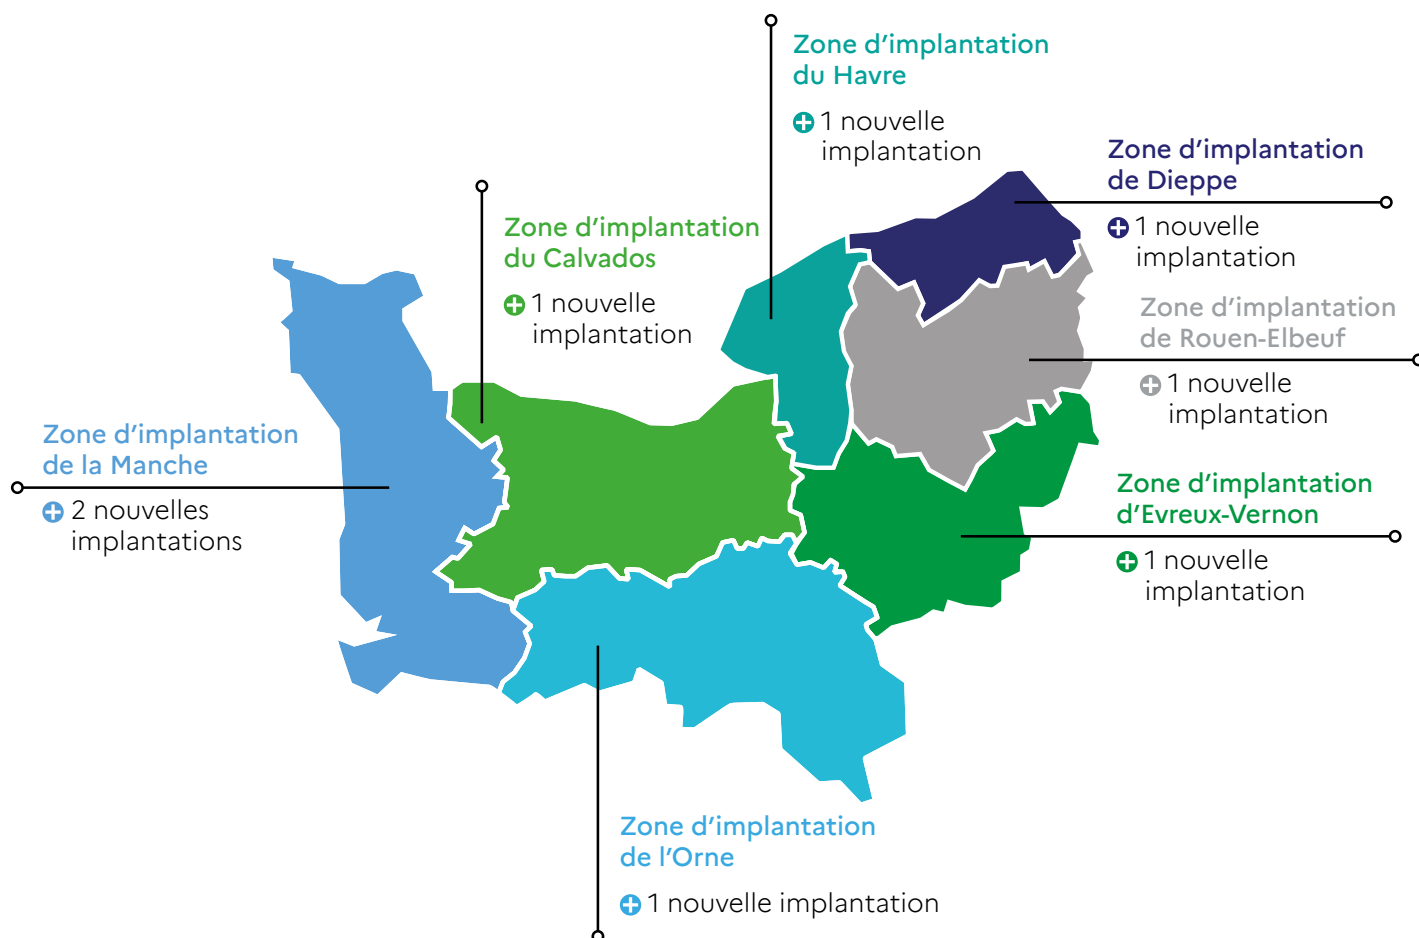 Zone d’implantation
du Havre
1 nouvelle
implantation
Zone d’implantation
de Dieppe
1 nouvelle
implantation
Zone d’implantation
du Calvados
1 nouvelle
implantation
Zone d’implantation
de Rouen-Elbeuf
1 nouvelle
implantation
Zone d’implantation
de la Manche
2 nouvelles
implantations
Zone d’implantation
d’Evreux-Vernon
1 nouvelle
implantation
Zone d’implantation
de l’Orne
1 nouvelle implantation